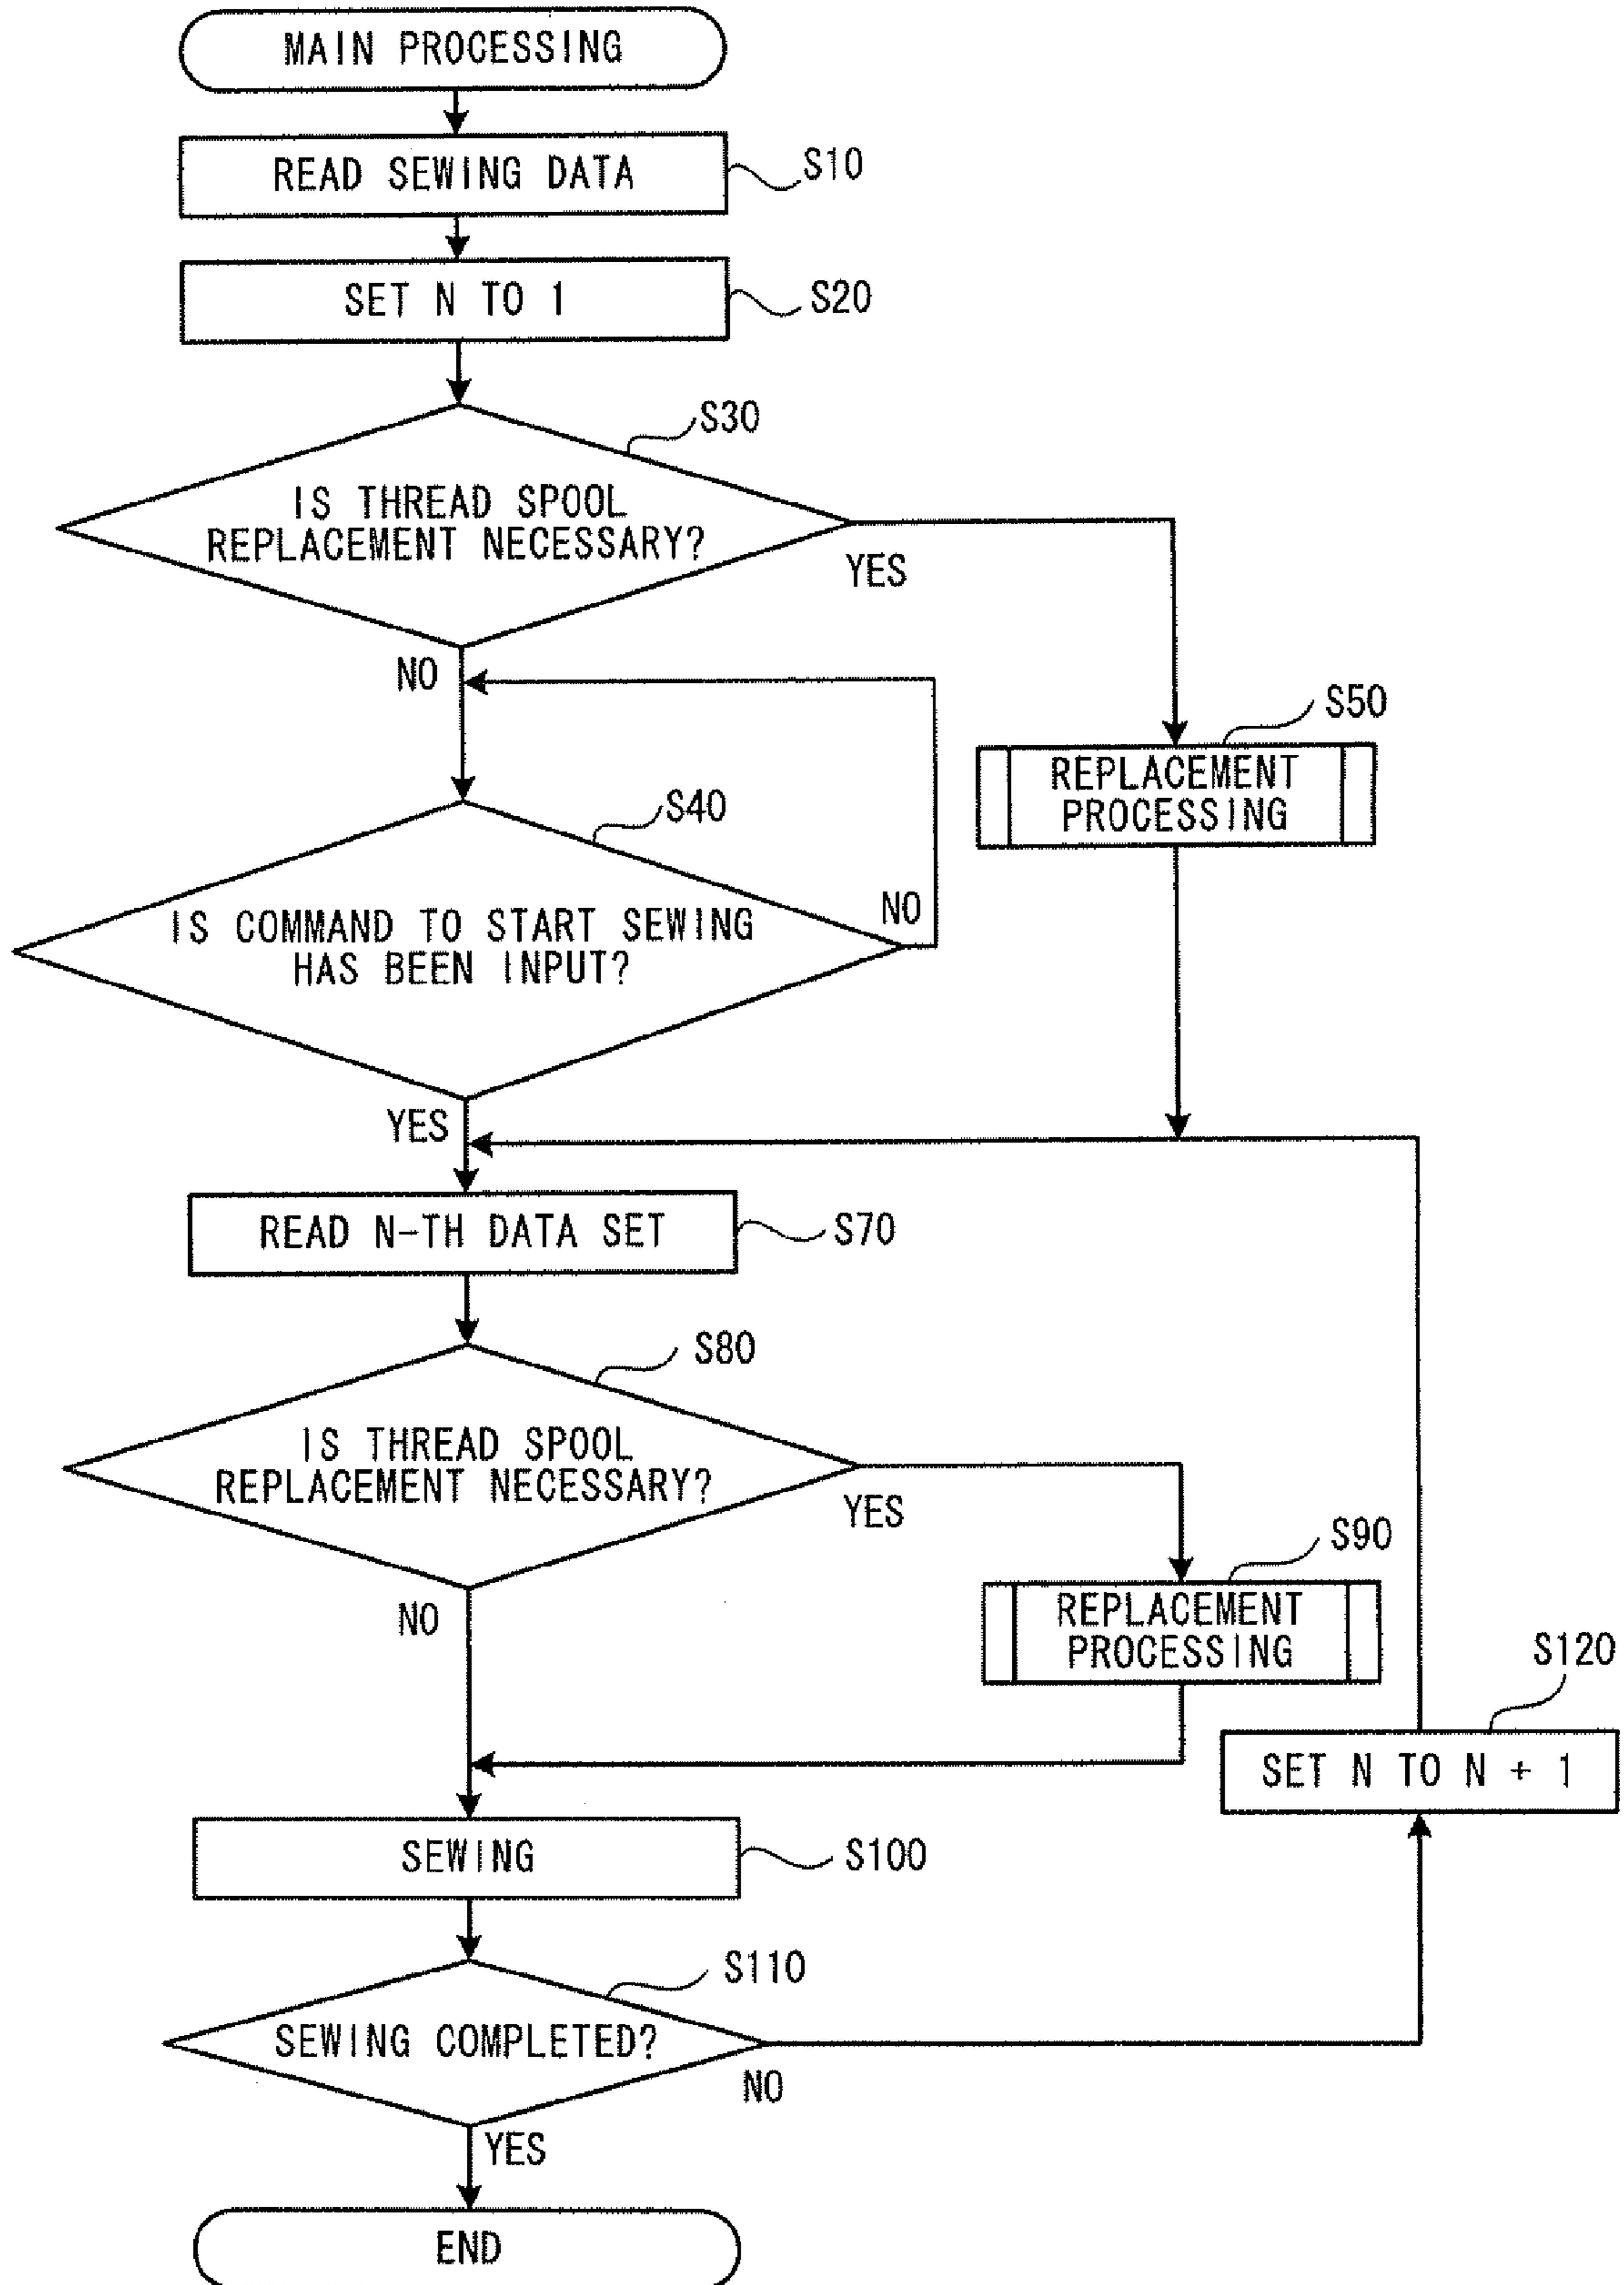 MAIN PROCESSING
READ SEWING DATA
S10
SET N TO 1
S20
S30
IS THREAD SPOOL
REPLACEMENT NECESSARY?
YES
NO
S50
REPLACEMENT
PROCESSING
S40
IS COMMAND TO START SEWING
HAS BEEN INPUT?
NO
YES
READ N-TH DATA SET
S70
S80
IS THREAD SPOOL
REPLACEMENT NECESSARY?
YES
NO
S90
REPLACEMENT
PROCESSING
S120
SET N TO N + 1
SEWING
S100
S110
SEWING COMPLETED?
NO
YES
END